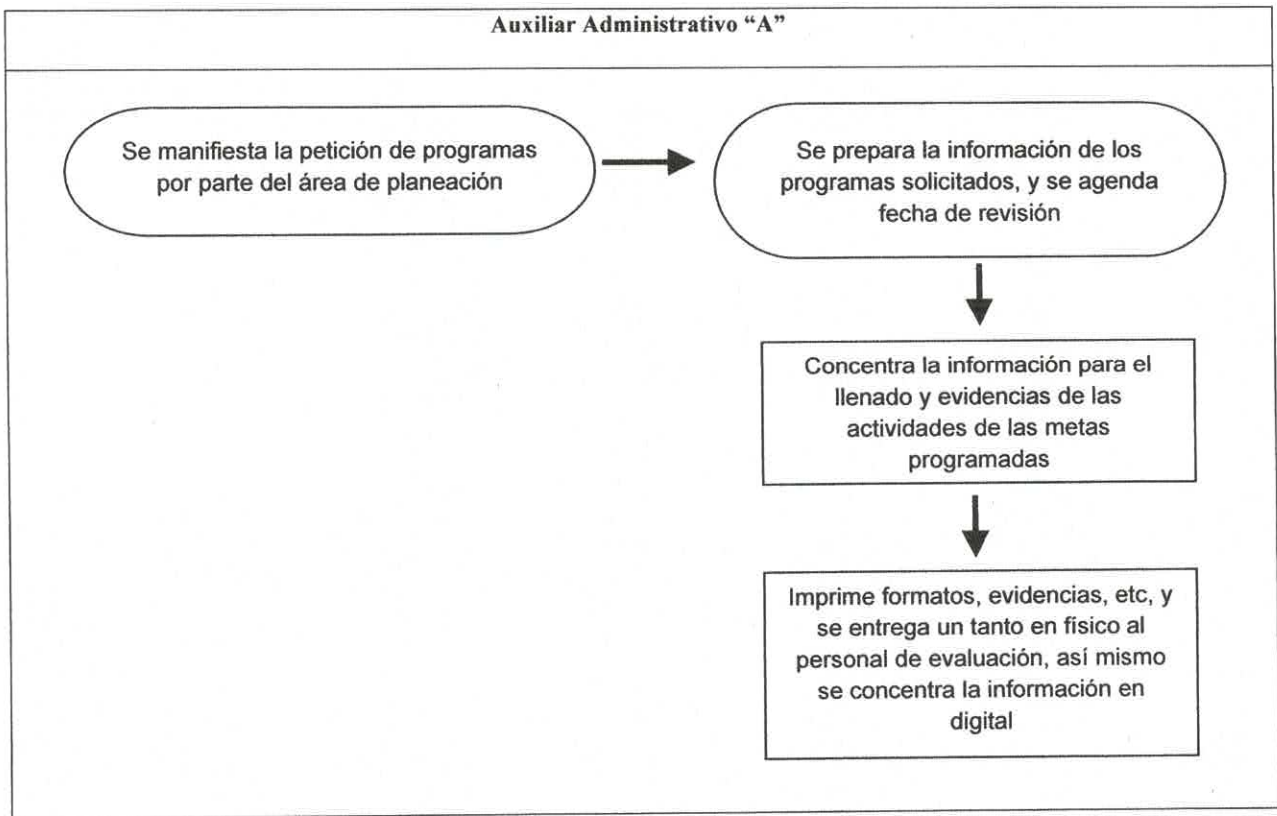 Auxiliar Administrativo “A”
Se manifiesta la petición de programas
por parte del área de planeación
Se prepara la información de los
programas solicitados, y se agenda
fecha de revisión
Concentra la información para el
llenado y evidencias de las
actividades de las metas
programadas
Imprime formatos, evidencias, etc, y
se entrega un tanto en físico al
personal de evaluación, así mismo
se concentra la información en
digital